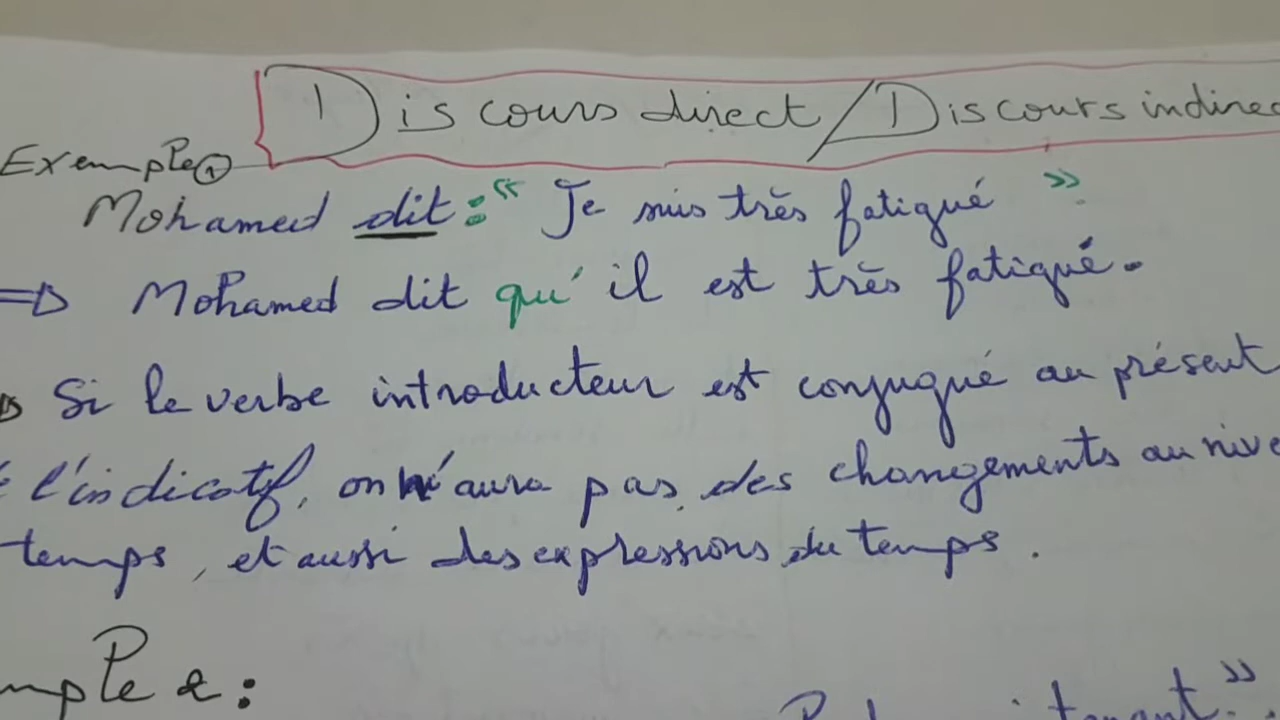 Discours direct/Discours indirec
Exemple 1
Mohamed dit : « Je suis très fatigué ».
⇒ Mohamed dit qu'il est très fatigué.
Si le verbe introducteur est conjugué au présent
l'indicatif, on n'aura pas des changements au nive
temps, et aussi des expressions du temps.
mple 2 :
tenant. »